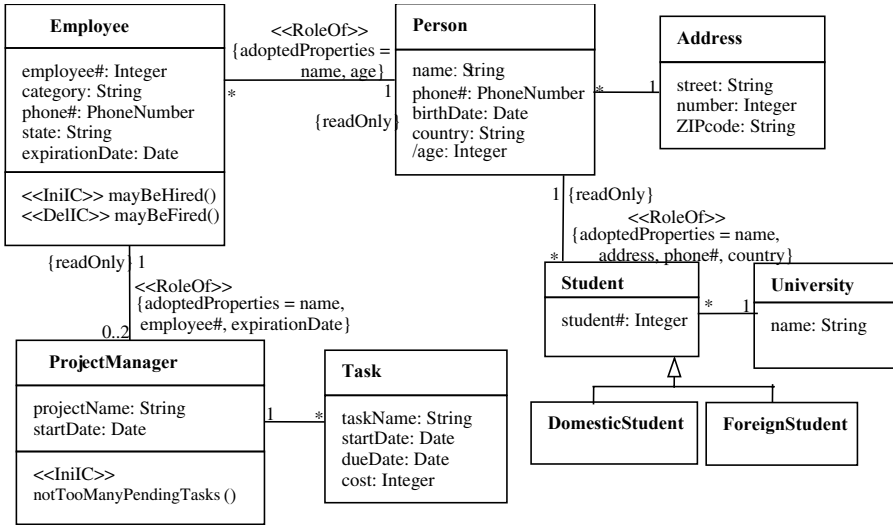 Employee
employee#: Integer
category: String
phone#: PhoneNumber
state: String
expirationDate: Date
<<IniIC>> mayBeHired()
<<DelIC>> mayBeFired()
<<RoleOf>>
{adoptedProperties =
name, age}
*
1
{readOnly}
Person
name: String
phone#: PhoneNumber
birthDate: Date
country: String
/age: Integer
*
1
Address
street: String
number: Integer
ZIPcode: String
1
{readOnly}
<<RoleOf>>
{adoptedProperties = name,
address, phone#, country}
*
{readOnly}
1
<<RoleOf>>
{adoptedProperties = name,
employee#, expirationDate}
0..2
Student
student#: Integer
*
1
University
name: String
DomesticStudent
ForeignStudent
ProjectManager
projectName: String
startDate: Date
<<IniIC>>
notTooManyPendingTasks ()
1
*
Task
taskName: String
startDate: Date
dueDate: Date
cost: Integer